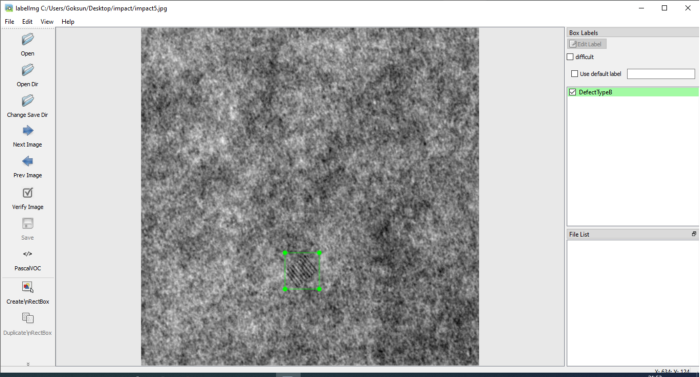 labelImg C:/Users/Goksun/Desktop/impact/impact5.jpg
File Edit View Help
Open
Open Dir
Change Save Dir
Next Image
Prev Image
Verify Image
Save
</>
PascalVOC
Create\nRectBox
Duplicate\nRectBox
Box Labels
Edit Label
difficult
Use default label
DefectTypeB
File List